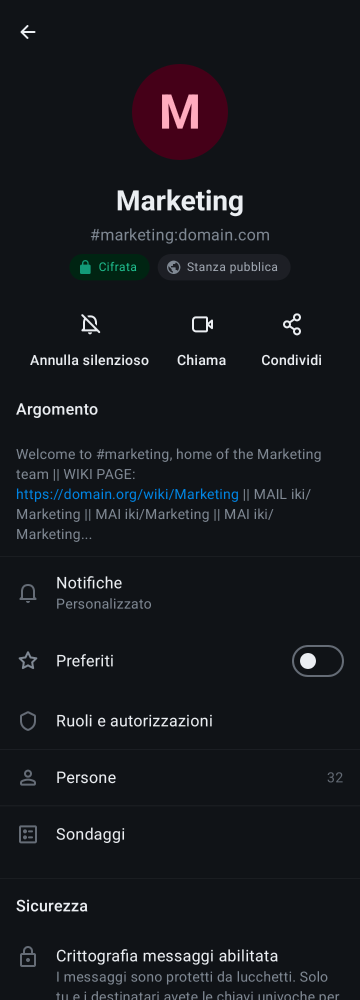 M
Marketing
#marketing:domain.com
Cifrata
Stanza pubblica
Annulla silenzioso
Chiama
Condividi
Argomento
Welcome to #marketing, home of the Marketing
team || WIKI PAGE:
https://domain.org/wiki/Marketing || MAIL iki/
Marketing || MAI iki/Marketing || MAI iki/
Marketing...
Notifiche
Personalizzato
Preferiti
Ruoli e autorizzazioni
Persone
32
Sondaggi
Sicurezza
Crittografia messaggi abilitata
I messaggi sono protetti da lucchetti. Solo
tu e i destinatari avete le chiavi univoche per